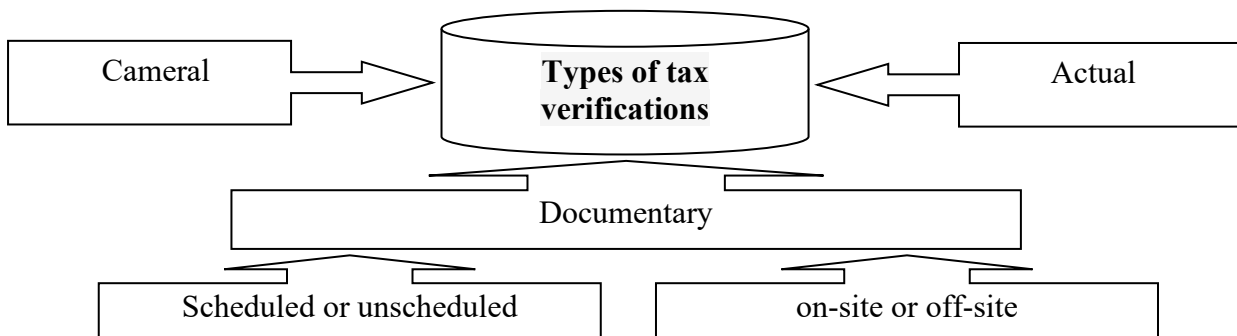 Cameral
Types of tax
verifications
Actual
Documentary
Scheduled or unscheduled
on-site or off-site